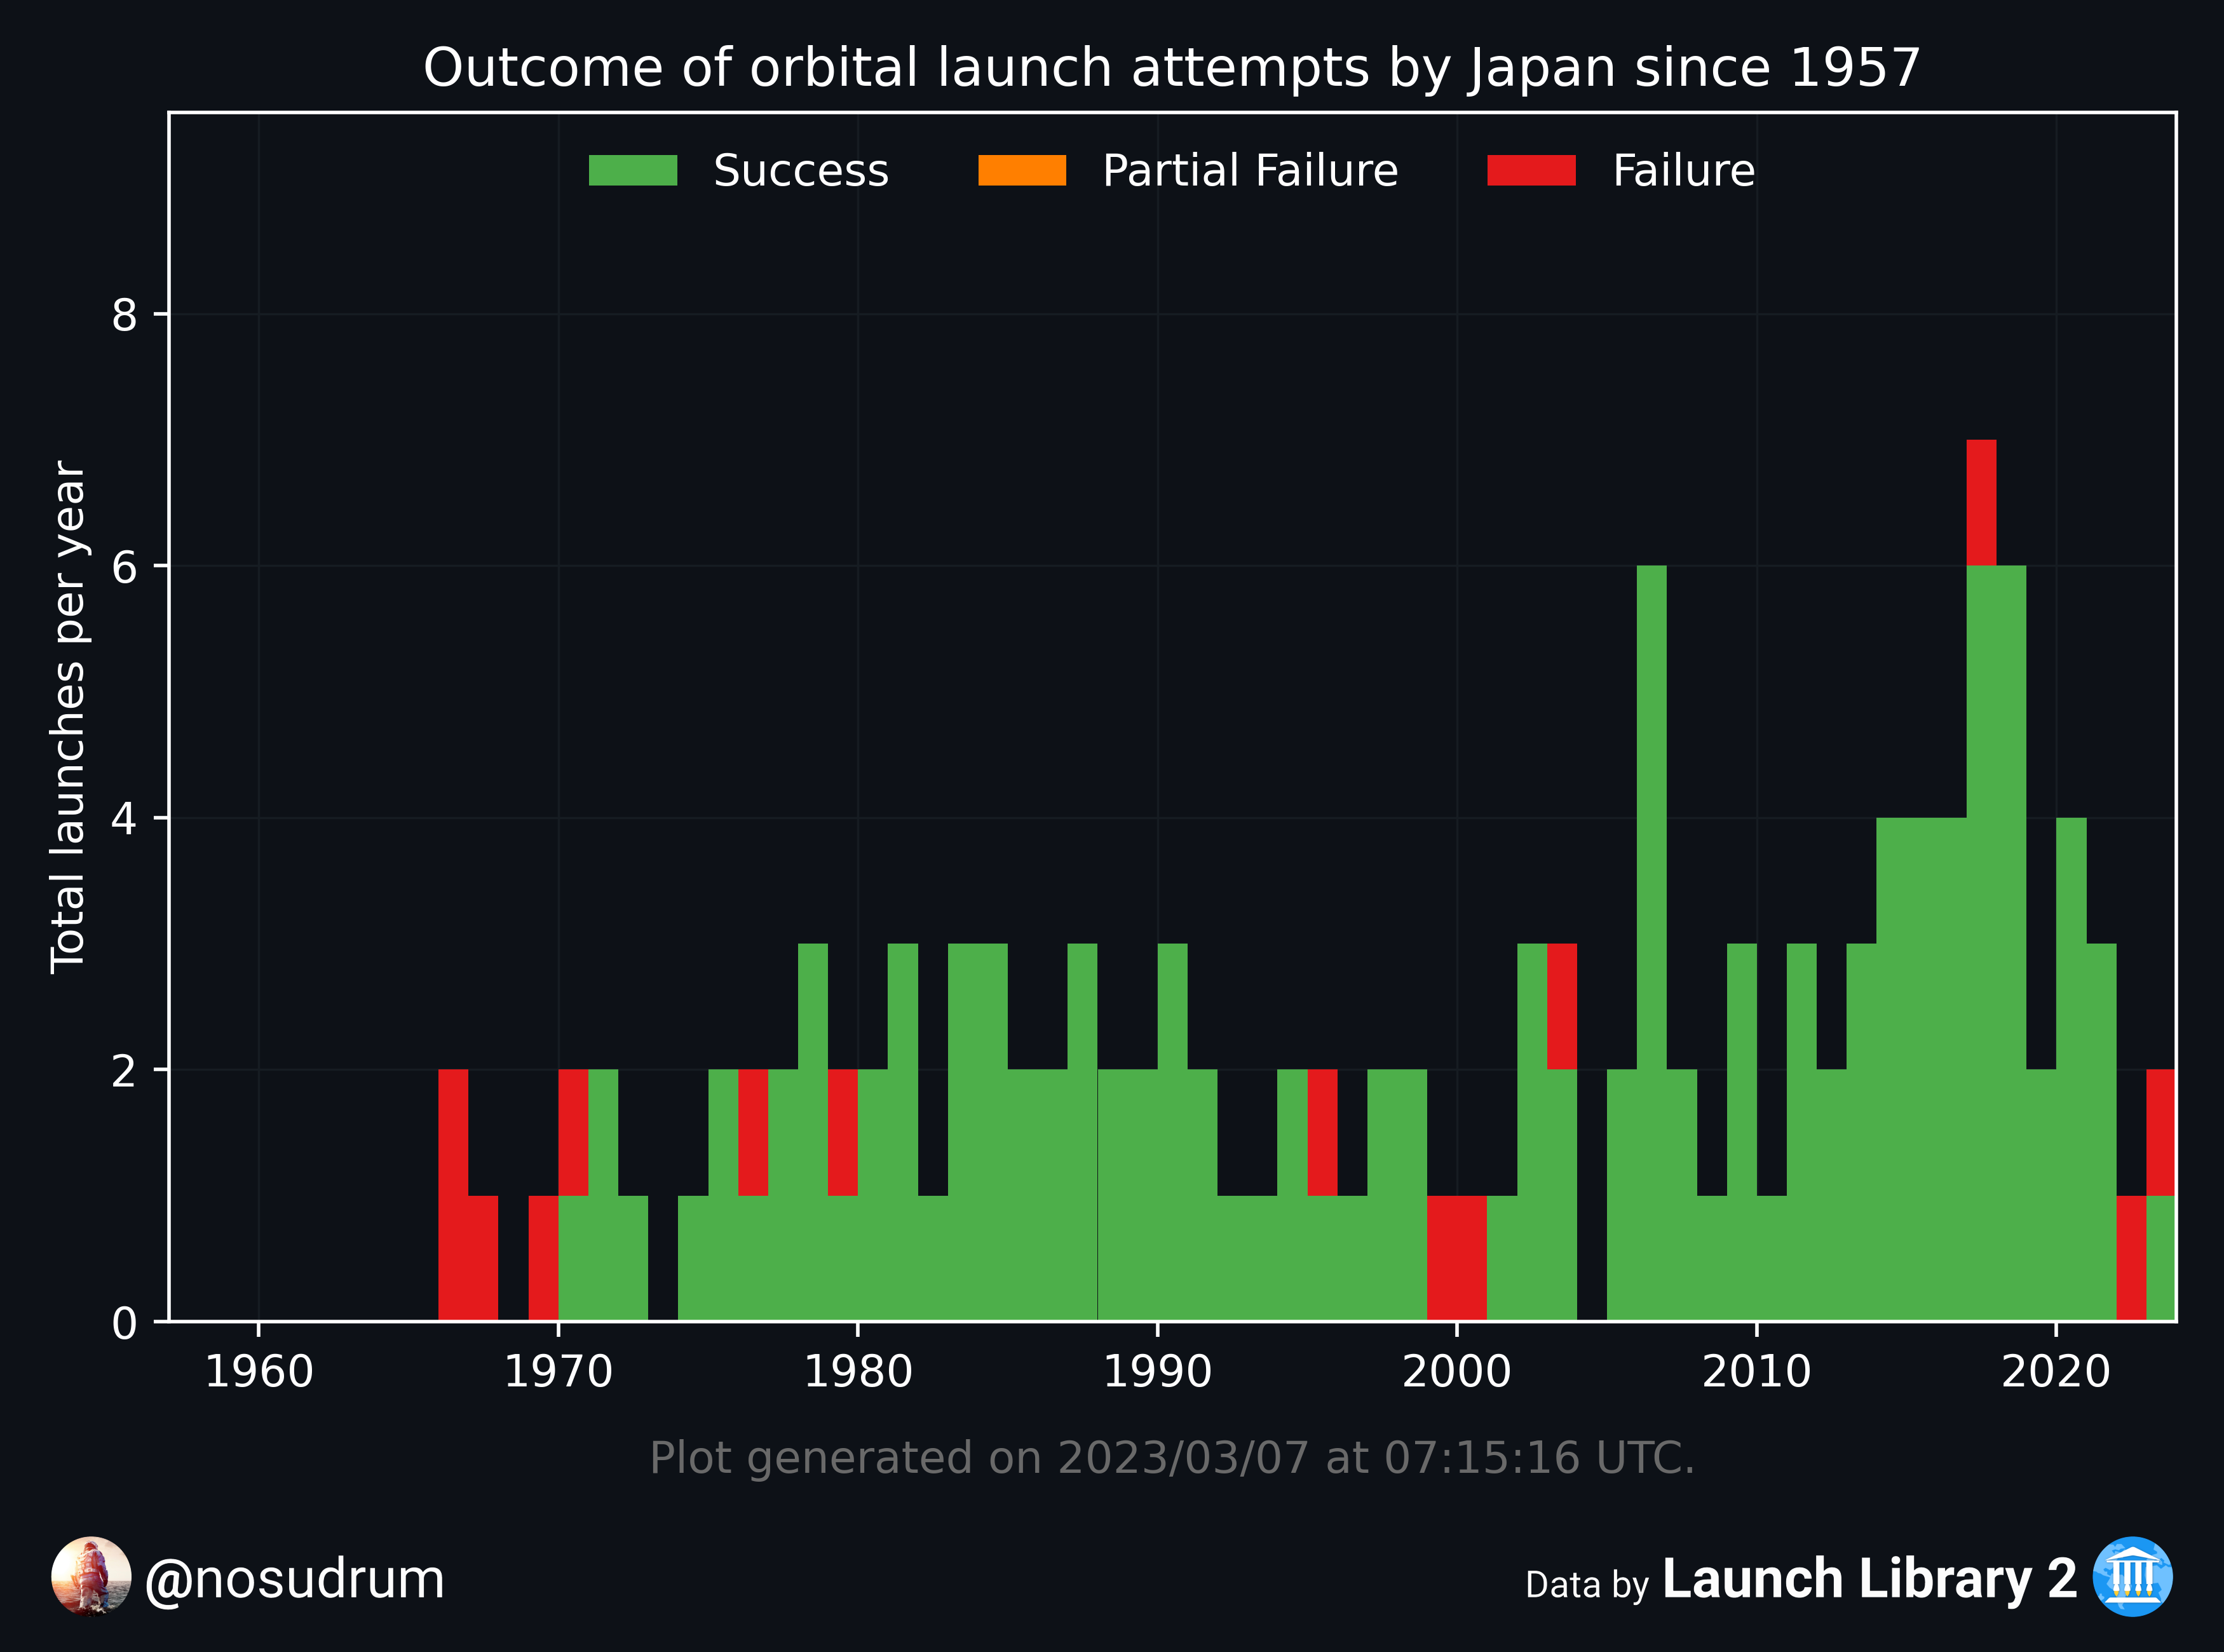 Outcome of orbital launch attempts by Japan since 1957
Success Partial Failure Failure
Total launches per year
8
6
4
2
0
1960 1970 1980 1990 2000 2010 2020
Plot generated on 2023/03/07 at 07:15:16 UTC.
@nosudrum
Data by Launch Library 2